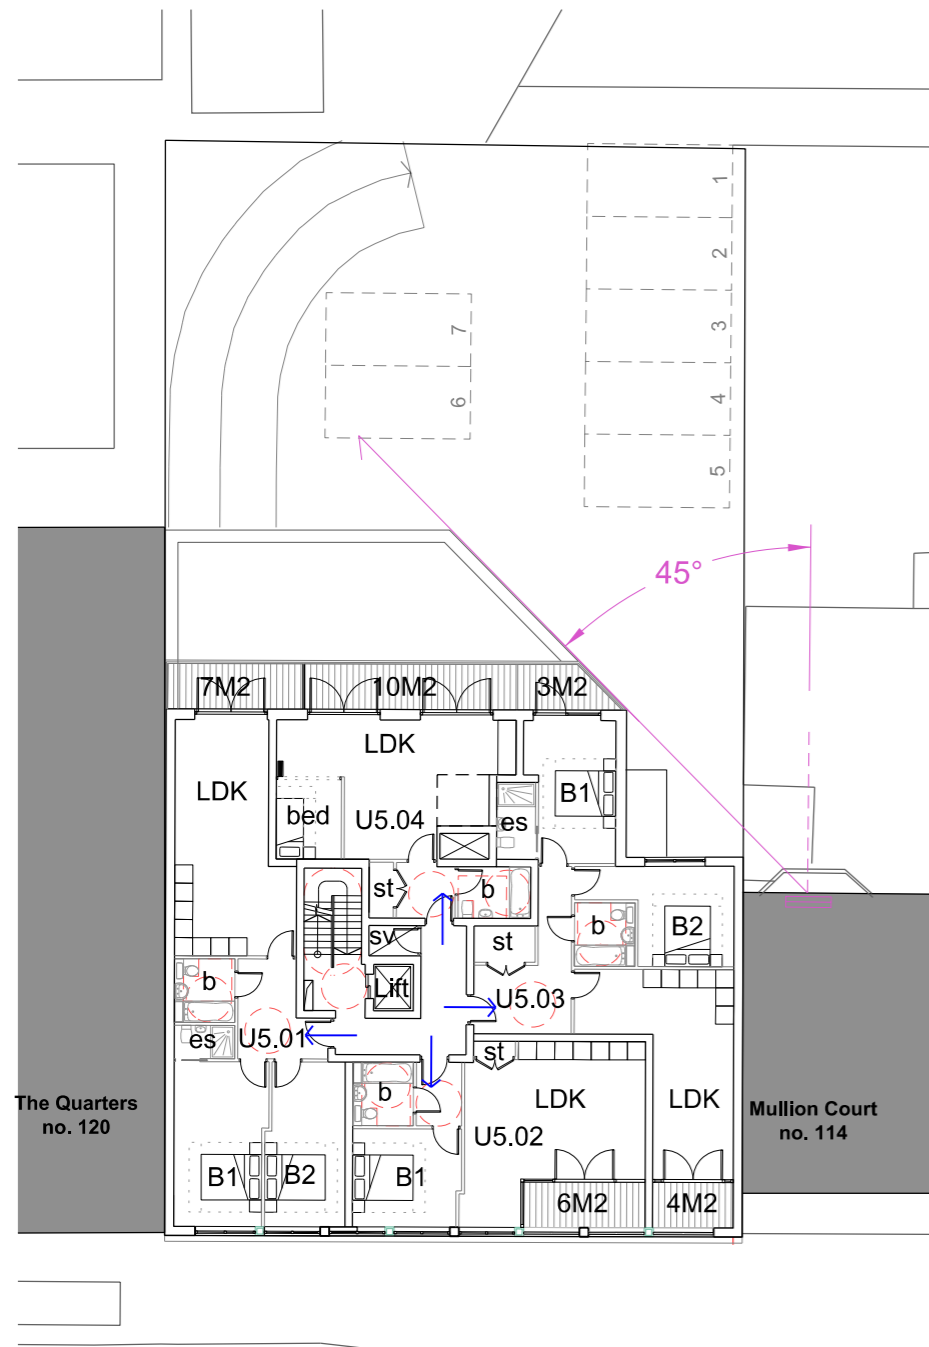 1
2
3
4
5
7
6
45°
7M2
10M2
3M2
LDK
LDK
B1
bed
U5.04
es
st
b
sv
b
B2
st
Lift
U5.03
b
es
U5.01
st
b
LDK
LDK
U5.02
B1
B2
B1
6M2
4M2
The Quarters
no. 120
Mullion Court
no. 114